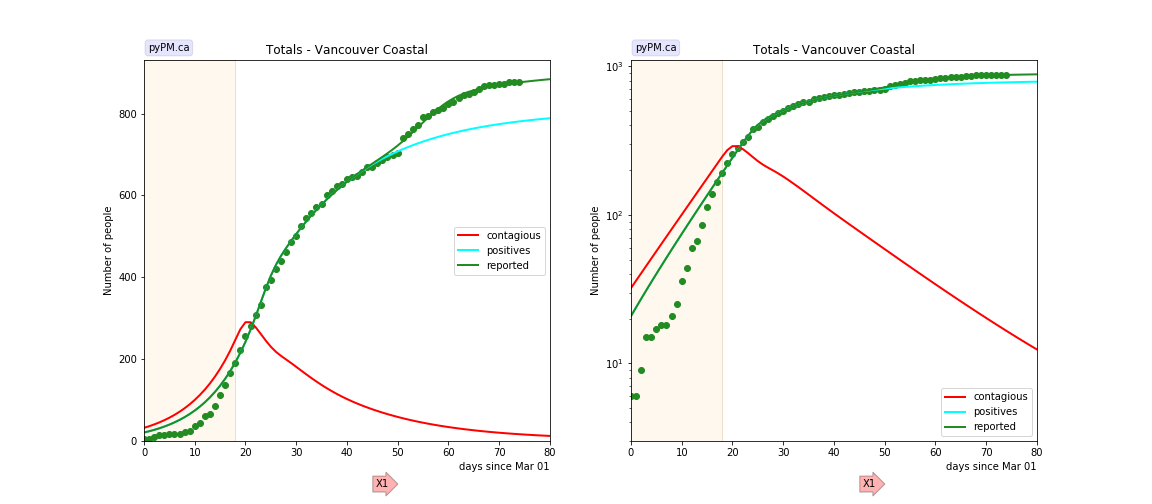 pyPM.ca
Totals - Vancouver Coastal
Number of people
800
600
400
200
0
contagious
positives
reported
0 10 20 30 40 50 60 70 80
days since Mar 01
X1
pyPM.ca
Totals - Vancouver Coastal
Number of people
10³
10²
10¹
contagious
positives
reported
0 10 20 30 40 50 60 70 80
days since Mar 01
X1